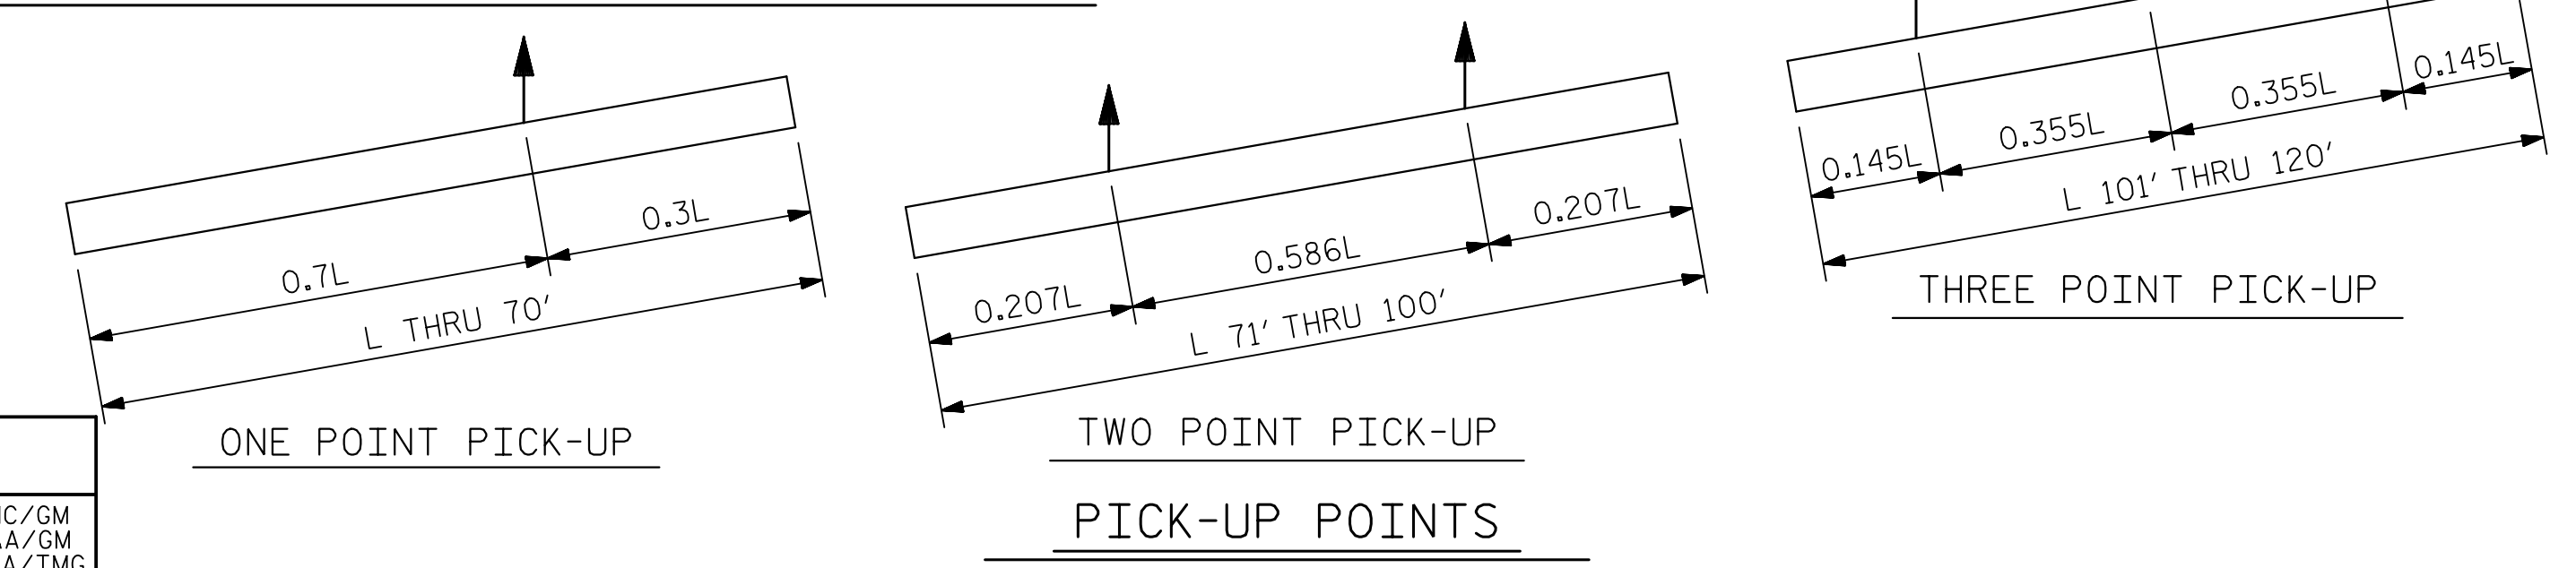 0.7L
0.3L
L THRU 70'
ONE POINT PICK-UP
0.207L
0.586L
0.207L
L 71' THRU 100'
TWO POINT PICK-UP
0.145L
0.355L
0.355L
0.145L
L 101' THRU 120'
THREE POINT PICK-UP
PICK-UP POINTS
C/GM
A/GM
A/TMG